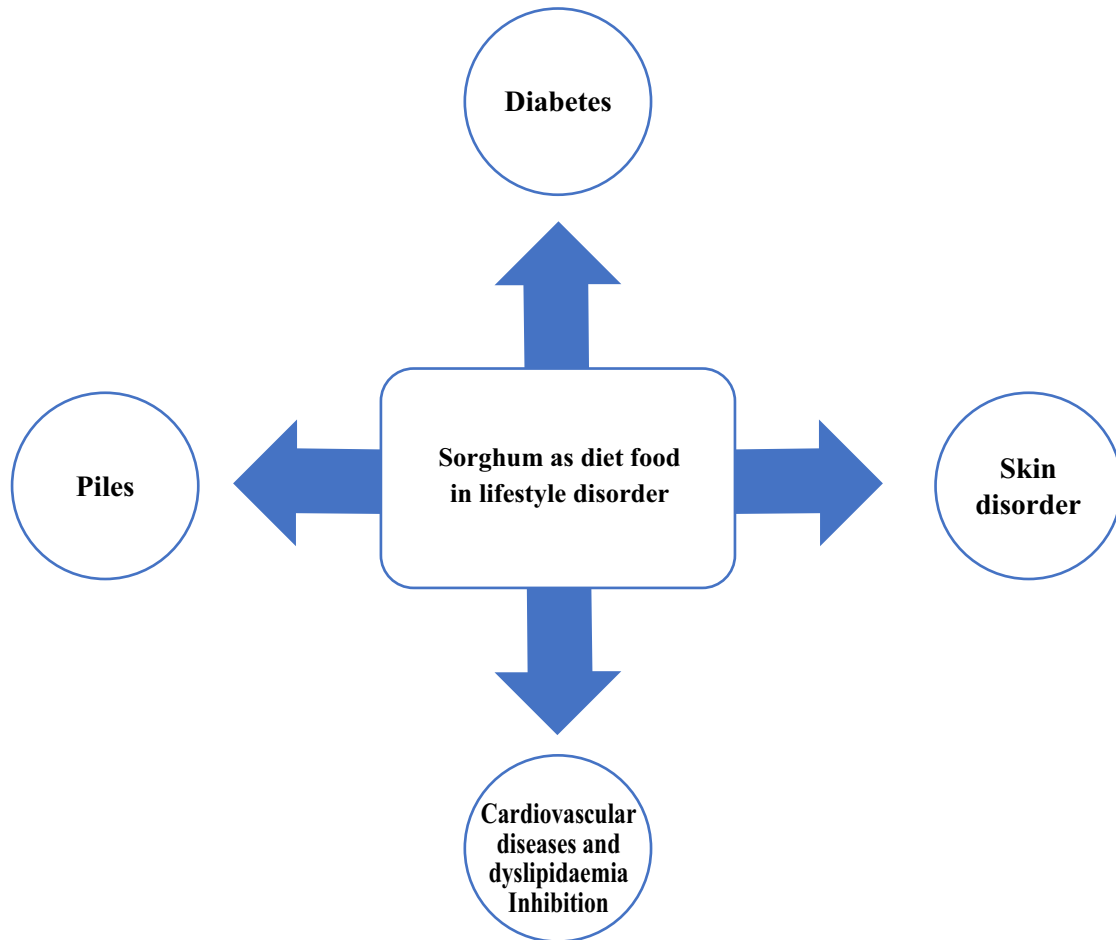 Diabetes
Piles
Sorghum as diet food
in lifestyle disorder
Skin
disorder
Cardiovascular
diseases and
dyslipidaemia
Inhibition